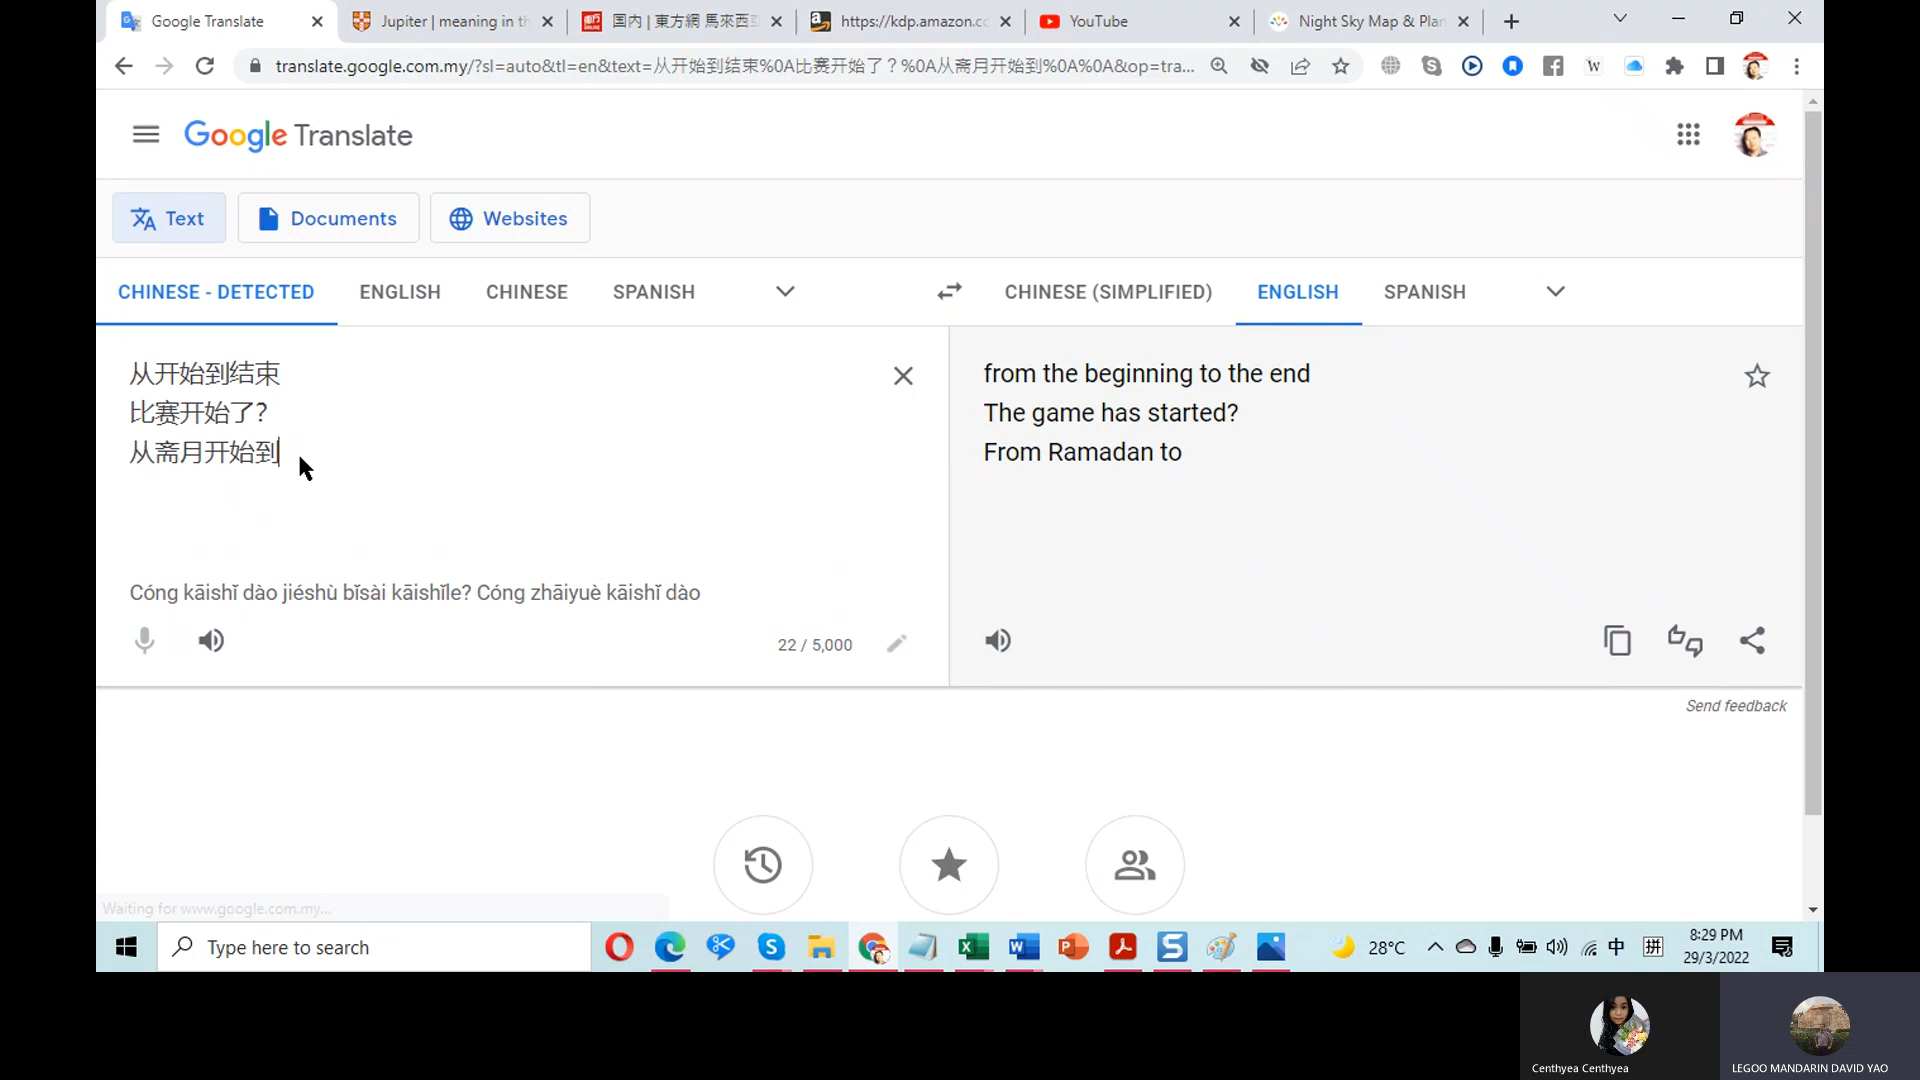 Google Translate
Jupiter | meaning in th
国内 | 東方網 馬來西亞
https://kdp.amazon.co
YouTube
Night Sky Map & Plan
translate.google.com.my/?sl=auto&tl=en&text=从开始到结束%0A比赛开始了？%0A从斋月开始到%0A%0A&op=tra...
Google Translate
Text
Documents
Websites
CHINESE - DETECTED
ENGLISH
CHINESE
SPANISH
CHINESE (SIMPLIFIED)
ENGLISH
SPANISH
从开始到结束
比赛开始了？
从斋月开始到
Cóng kāishǐ dào jiéshù bǐsài kāishǐle? Cóng zhāiyuè kāishǐ dào
22 / 5,000
from the beginning to the end
The game has started?
From Ramadan to
Send feedback
Waiting for www.google.com.my...
Type here to search
28°C
中
拼
8:29 PM
29/3/2022
Centhyea Centhyea
LEGOO MANDARIN DAVID YAO